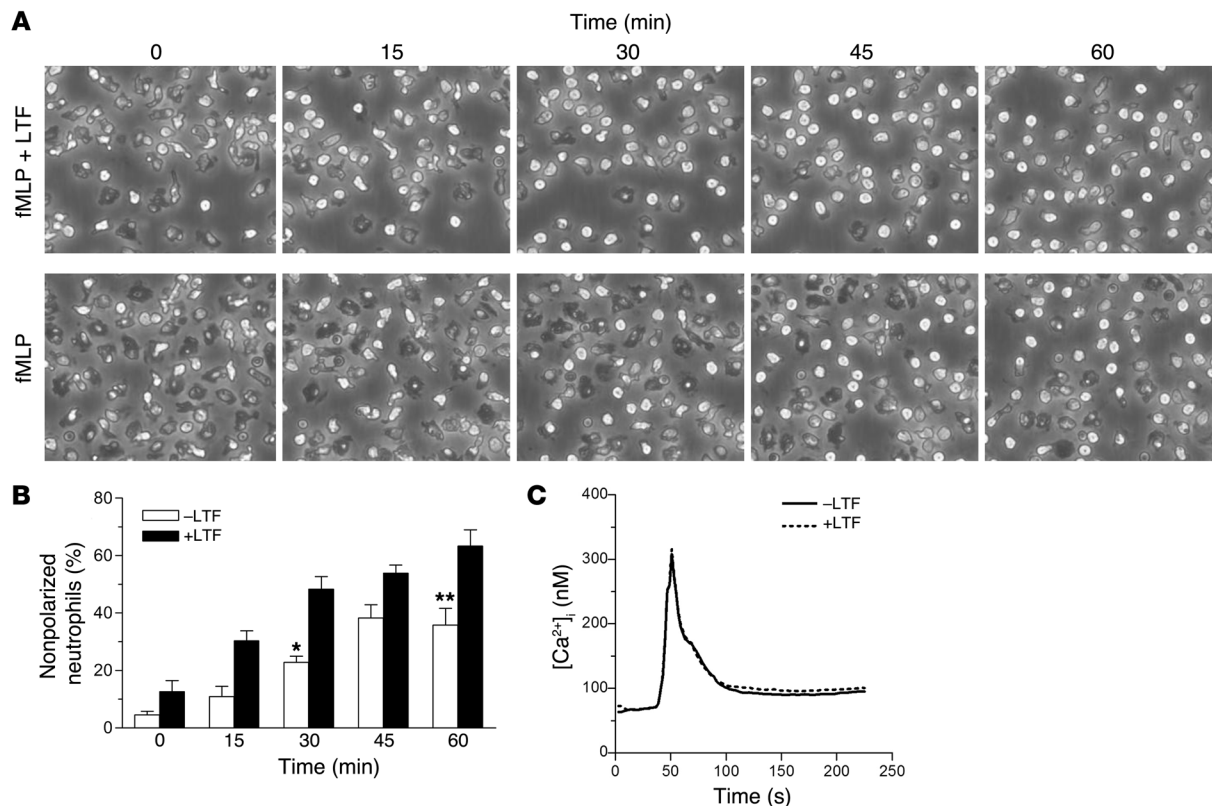 A
Time (min)
0 15 30 45 60
fMLP + LTF
fMLP
B
80
60
40
20
0
Nonpolarized
neutrophils (%)
–LTF
+LTF
*
**
0 15 30 45 60
Time (min)
C
400
300
200
100
0
[Ca²⁺]ᵢ (nM)
–LTF
+LTF
0 50 100 150 200 250
Time (s)